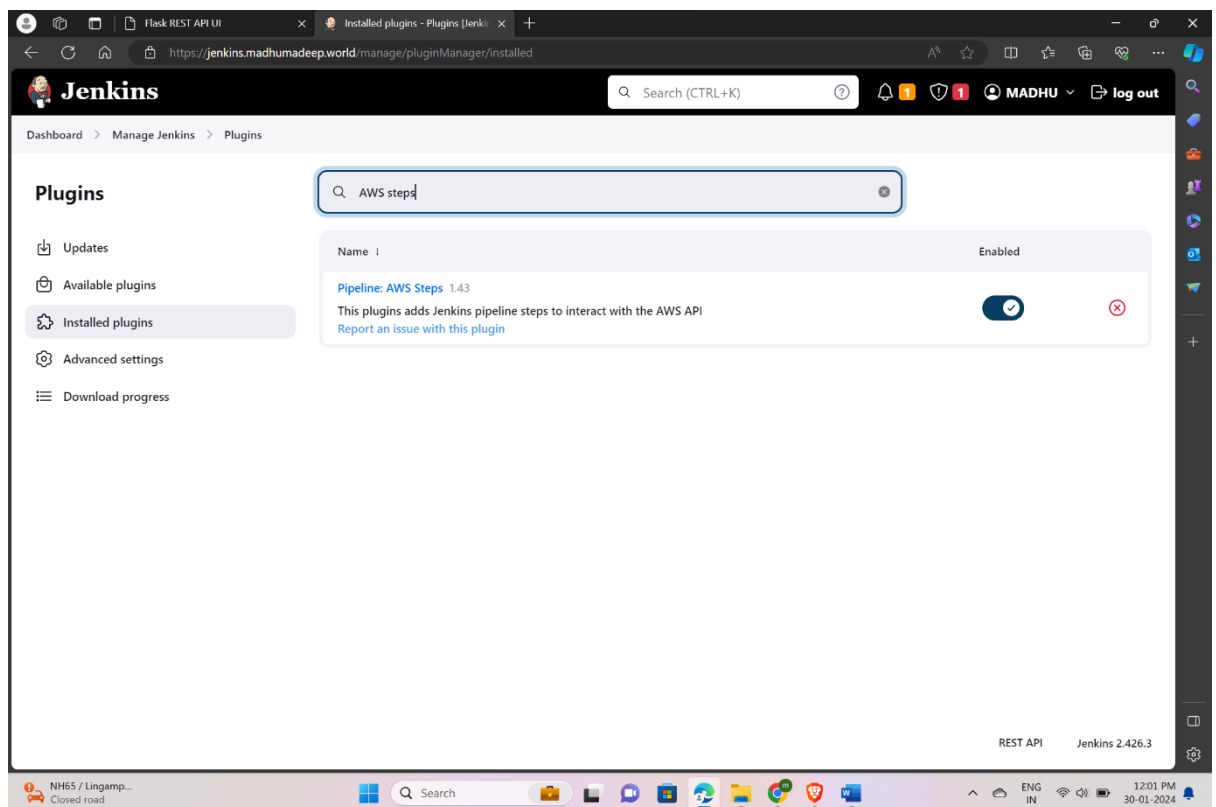 Flask REST API UI
Installed plugins - Plugins [Jenki
https://jenkins.madhumadeep.world/manage/pluginManager/installed
Jenkins
Search (CTRL+K)
1
1
MADHU
log out
Dashboard > Manage Jenkins > Plugins
Plugins
AWS steps
Updates
Available plugins
Installed plugins
Advanced settings
Download progress
Name ↓
Enabled
Pipeline: AWS Steps 1.43
This plugins adds Jenkins pipeline steps to interact with the AWS API
Report an issue with this plugin
REST API
Jenkins 2.426.3
NH65 / Lingamp...
Closed road
Search
ENG
IN
12:01 PM
30-01-2024